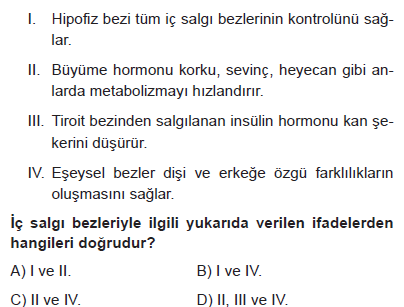 I. Hipofiz bezi tüm iç salgı bezlerinin kontrolünü sağ-
lar.
II. Büyüme hormonu korku, sevinç, heyecan gibi an-
larda metabolizmayı hızlandırır.
III. Tiroit bezinden salgılanan insülin hormonu kan şe-
kerini düşürür.
IV. Eşeysel bezler dişi ve erkeğe özgü farklılıkların
oluşmasını sağlar.
İç salgı bezleriyle ilgili yukarıda verilen ifadelerden
hangileri doğrudur?
A) I ve II. B) I ve IV.
C) II ve IV. D) II, III ve IV.